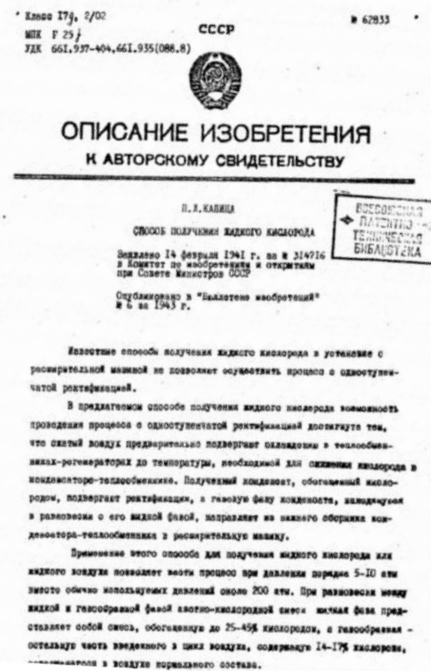 Класс 17g, 2/02
№ 62833
МПК F 25j
УДК 661.937-404,661.935(088.8)
СССР
ОПИСАНИЕ ИЗОБРЕТЕНИЯ
К АВТОРСКОМУ СВИДЕТЕЛЬСТВУ
П.Л.КАПИЦА
СПОСОБ ПОЛУЧЕНИЯ ЖИДКОГО КИСЛОРОДА
ВСЕСОЮЗНАЯ
ПАТЕНТНО
ТЕХНИЧЕСКАЯ
БИБЛИОТЕКА
Заявлено 14 февраля 1941 г. за № 314716
в Комитет по изобретениям и открытиям
при Совете Министров СССР
Опубликовано в "Бюллетене изобретений"
№ 6 за 1943 г.
Известные способы получения жидкого кислорода в установке с
расширительной машиной не позволяют осуществить процесс с одноступен-
чатой ректификацией.
В предлагаемом способе получения жидкого кислорода возможность
проведения процесса с одноступенчатой ректификацией достигнута тем,
что сжатый воздух предварительно подвергают охлаждению в теплообмен-
никах-регенераторах до температуры, необходимой для сжижения кислорода в
конденсаторе-теплообменнике. Полученный конденсат, обогащенный кисло-
родом, подвергают ректификации, а газовую фазу конденсата, находящуюся
в равновесии с его жидкой фазой, направляют из нижнего сборника кон-
денсатора-теплообменника в расширительную машину.
Применение этого способа для получения жидкого кислорода или
жидкого воздуха позволяет вести процесс при давлении порядка 5-10 атм
вместо обычно используемых давлений около 200 атм. При равновесии между
жидкой и газообразной фазой азотно-кислородной смеси жидкая фаза пред-
ставляет собой смесь, обогащенную до 25-45% кислородом, а газообразная -
остальную часть введенного в цикл воздуха, содержащую 14-17% кислорода,
в воздухе нормального состава.